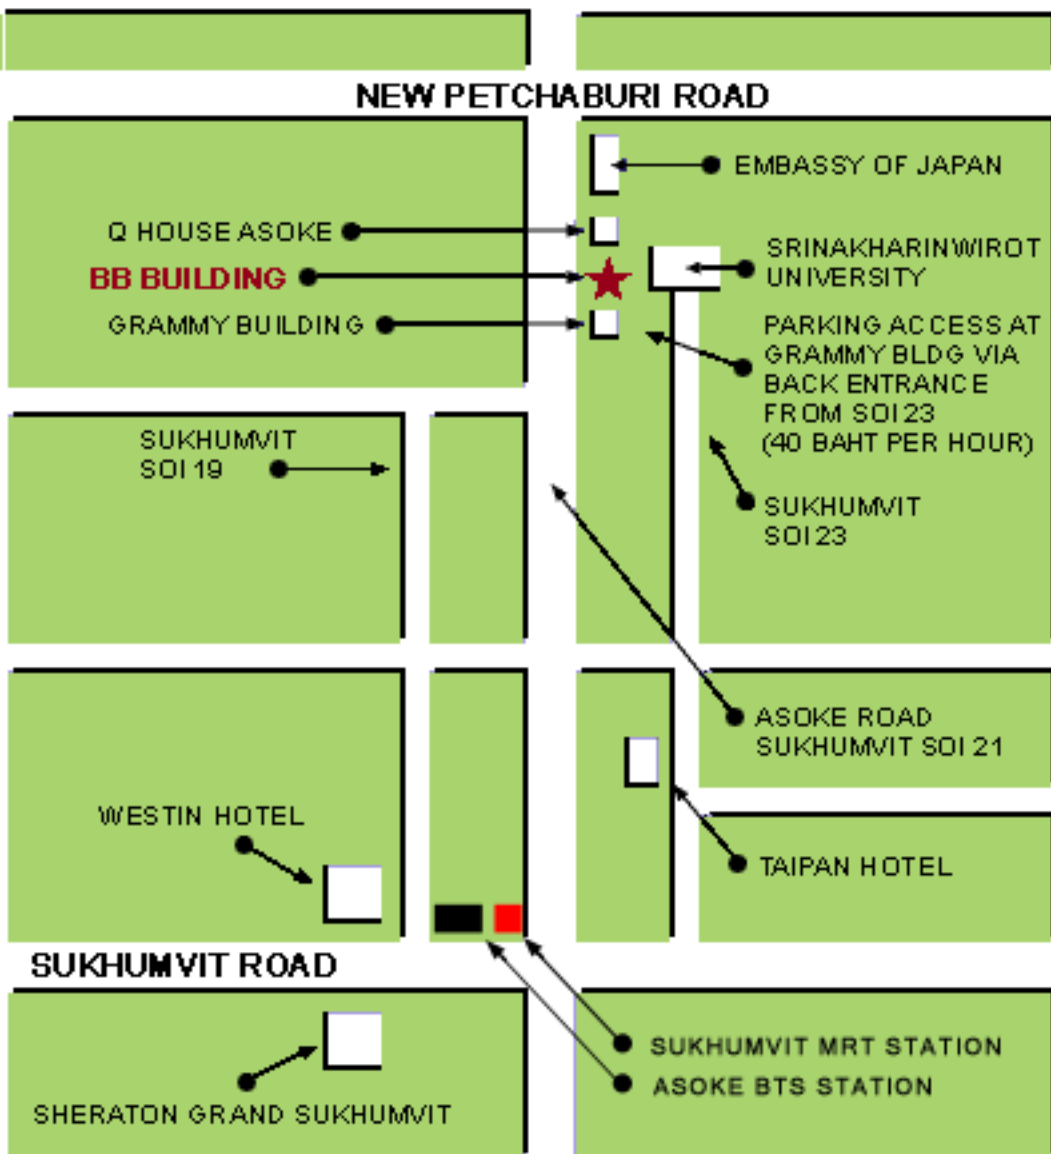 NEW PETCHABURI ROAD
EMBASSY OF JAPAN
Q HOUSE ASOKE
BB BUILDING
GRAMMY BUILDING
SRINAKHARINWIROT
UNIVERSITY
PARKING ACCESS AT
GRAMMY BLDG VIA
BACK ENTRANCE
FROM SOI 23
(40 BAHT PER HOUR)
SUKHUMVIT
SOI 19
SUKHUMVIT
SOI 23
ASOKE ROAD
SUKHUMVIT SOI 21
WESTIN HOTEL
TAIPAN HOTEL
SUKHUMVIT ROAD
SUKHUMVIT MRT STATION
ASOKE BTS STATION
SHERATON GRAND SUKHUMVIT